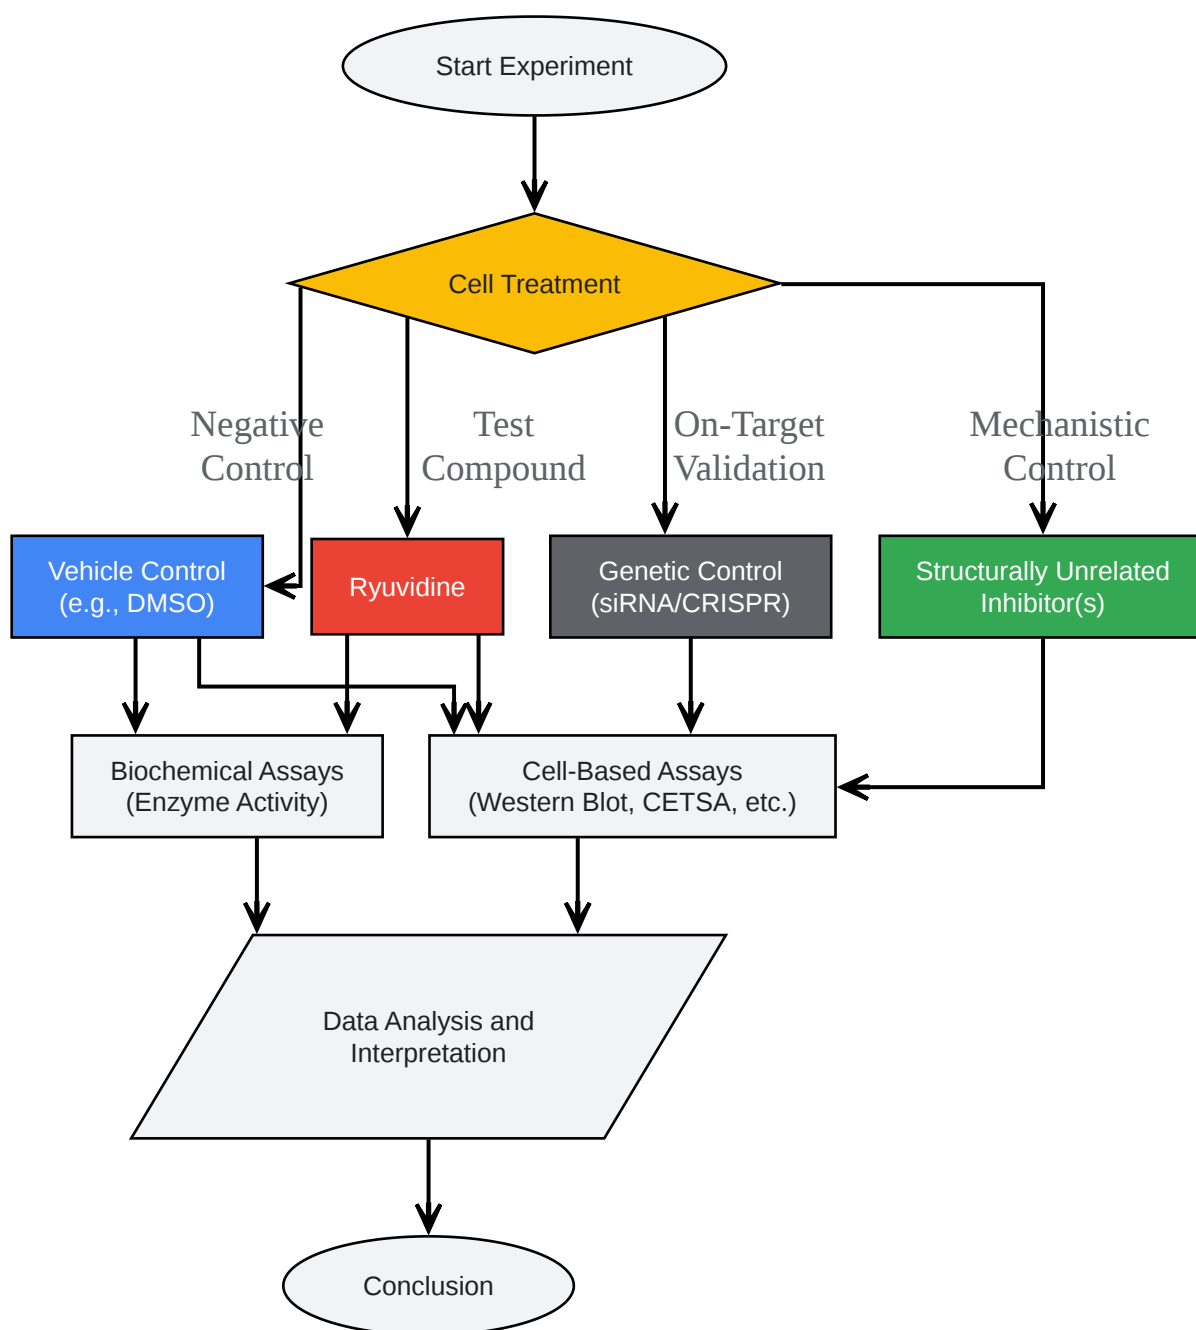 Start Experiment
Cell Treatment
Negative
Control
Test
Compound
On-Target
Validation
Mechanistic
Control
Vehicle Control
(e.g., DMSO)
Ryuvidine
Genetic Control
(siRNA/CRISPR)
Structurally Unrelated
Inhibitor(s)
Biochemical Assays
(Enzyme Activity)
Cell-Based Assays
(Western Blot, CETSA, etc.)
Data Analysis and
Interpretation
Conclusion